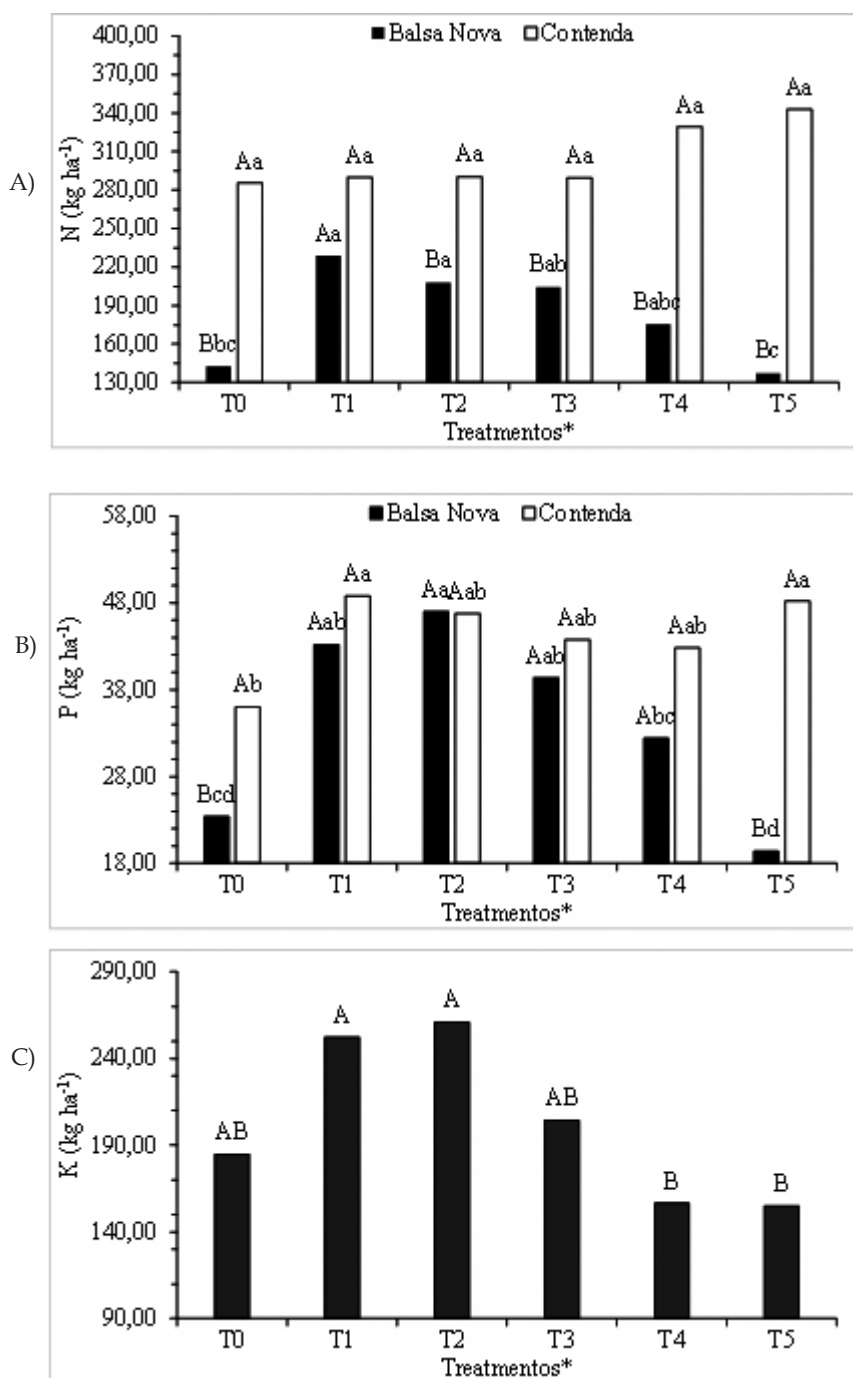 A)
N (kg ha-1)
■Balsa Nova □Contenda
400,00
370,00
340,00
310,00
280,00
250,00
220,00
190,00
160,00
130,00
Bbc Aa Aa Aa Ba Aa Bab Aa Babc Aa Bc Aa
T0 T1 T2 T3 T4 T5
Treatmentos*
B)
P (kg ha-1)
■Balsa Nova □Contenda
58,00
48,00
38,00
28,00
18,00
Bcd Ab Aab Aa Aa Aab Aab Aab Abc Aab Bd Aa
T0 T1 T2 T3 T4 T5
Treatmentos*
C)
K (kg ha-1)
290,00
240,00
190,00
140,00
90,00
AB A A AB B B
T0 T1 T2 T3 T4 T5
Treatmentos*